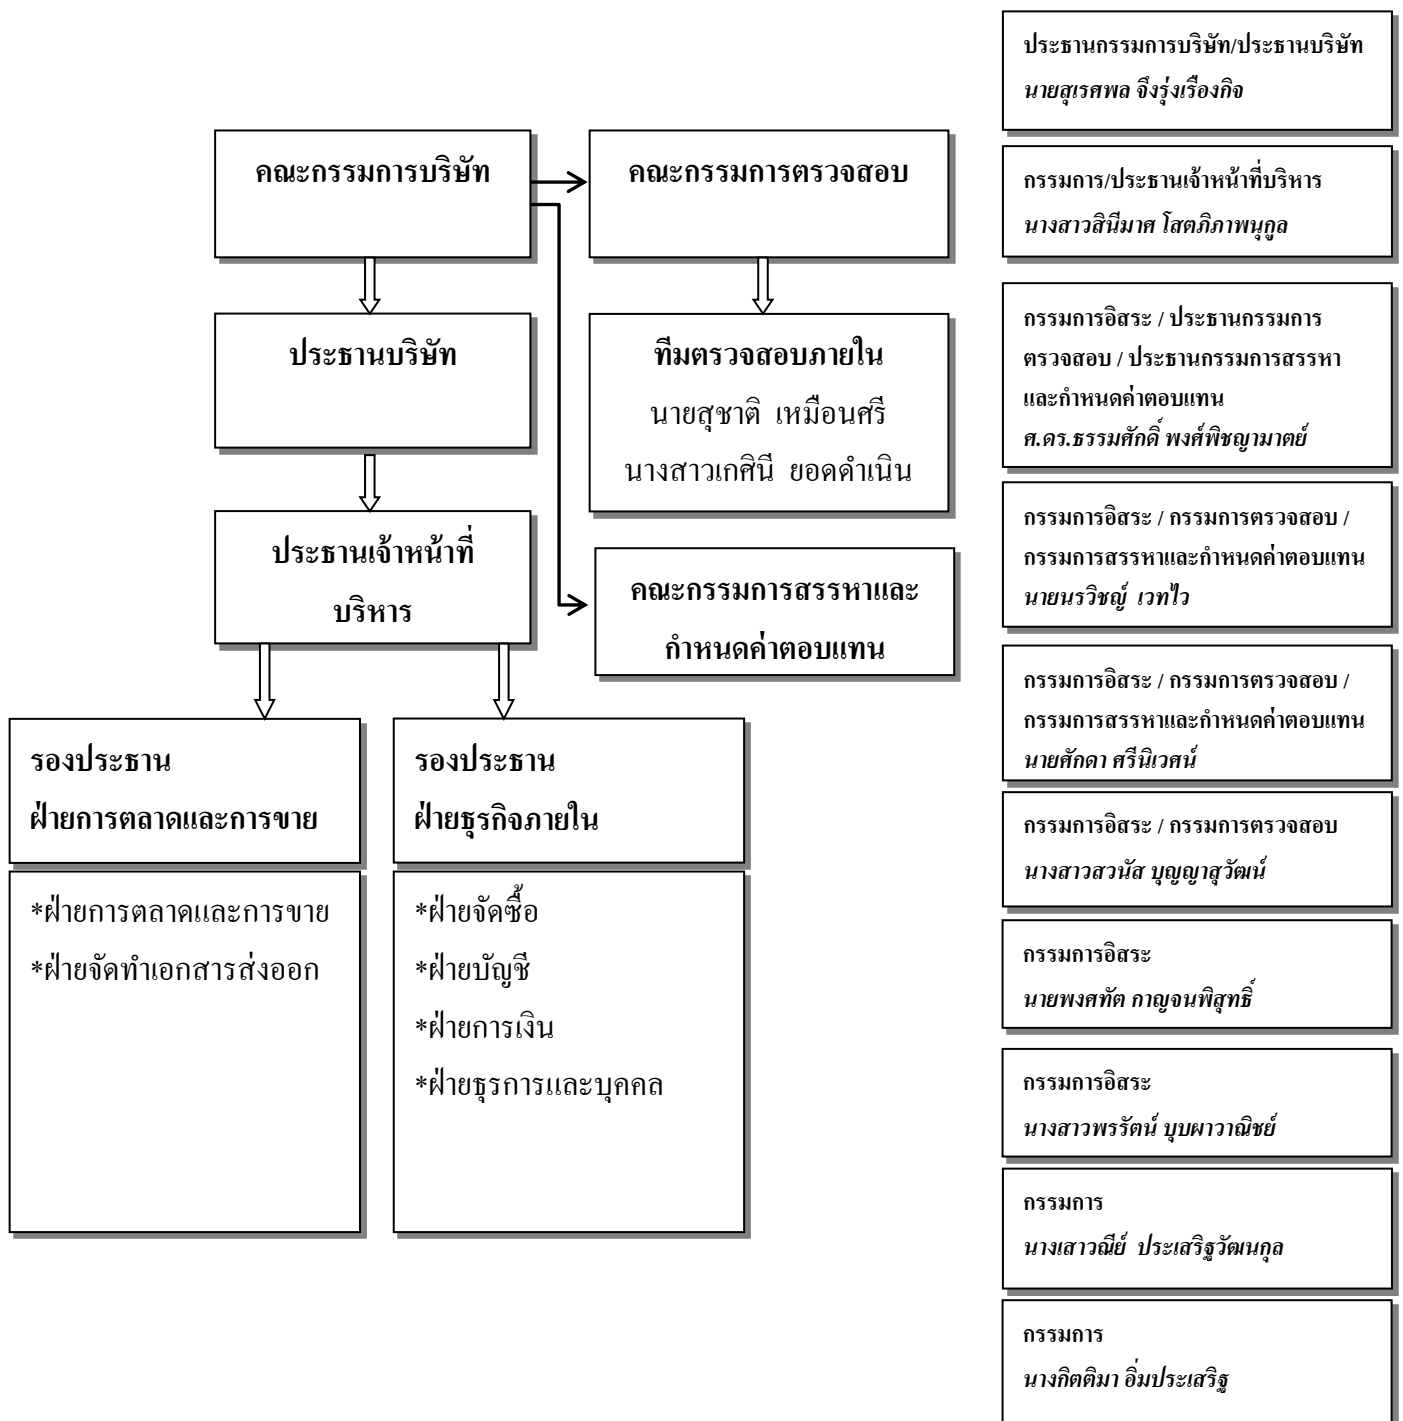 คณะกรรมการบริษัท
คณะกรรมการตรวจสอบ
ประธานบริษัท
ทีมตรวจสอบภายใน
นายสุชาติ เหมือนศรี
นางสาวเกศินี ยอดดำเนิน
ประธานเจ้าหน้าที่
บริหาร
คณะกรรมการสรรหาและ
กำหนดค่าตอบแทน
รองประธาน
ฝ่ายการตลาดและการขาย
*ฝ่ายการตลาดและการขาย
*ฝ่ายจัดทำเอกสารส่งออก
รองประธาน
ฝ่ายธุรกิจภายใน
*ฝ่ายจัดซื้อ
*ฝ่ายบัญชี
*ฝ่ายการเงิน
*ฝ่ายธุรการและบุคคล
ประธานกรรมการบริษัท/ประธานบริษัท
นายสุเรศพล จึงรุ่งเรืองกิจ
กรรมการ/ประธานเจ้าหน้าที่บริหาร
นางสาวสินีมาศ โสตภิภาพนุกูล
กรรมการอิสระ / ประธานกรรมการ
ตรวจสอบ / ประธานกรรมการสรรหา
และกำหนดค่าตอบแทน
ศ.ดร.ธรรมศักดิ์ พงศ์พิชญามาตย์
กรรมการอิสระ / กรรมการตรวจสอบ /
กรรมการสรรหาและกำหนดค่าตอบแทน
นายนรวิชญ์ เวทไว
กรรมการอิสระ / กรรมการตรวจสอบ /
กรรมการสรรหาและกำหนดค่าตอบแทน
นายศักดา ศรีนิเวศน์
กรรมการอิสระ / กรรมการตรวจสอบ
นางสาวสวนัส บุญญาสุวัฒน์
กรรมการอิสระ
นายพงศทัต กาญจนพิสุทธิ์
กรรมการอิสระ
นางสาวพรรัตน์ บุบผาวาณิชย์
กรรมการ
นางเสาวณีย์ ประเสริฐวัฒนกุล
กรรมการ
นางกิตติมา อิ่มประเสริฐ